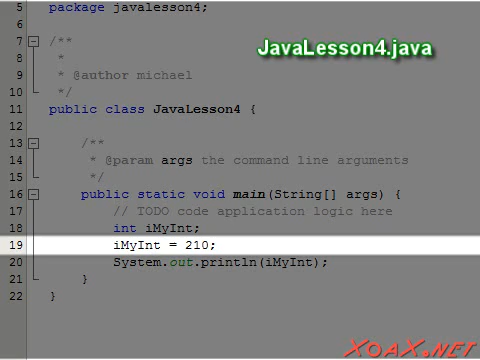 5 package javalesson4;
6
7 /**
8 *
9 * @author michael
10 */
11 public class JavaLesson4 {
12
13 /**
14 * @param args the command line arguments
15 */
16 public static void main(String[] args) {
17 // TODO code application logic here
18 int iMyInt;
19 iMyInt = 210;
20 System.out.println(iMyInt);
21 }
22 }
JavaLesson4.java
XOAX.NET